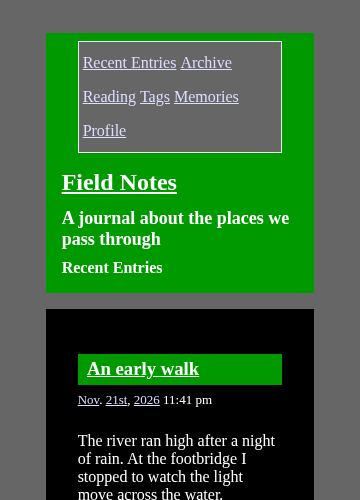 Recent Entries Archive
Reading Tags Memories
Profile
Field Notes
A journal about the places we
pass through
Recent Entries
An early walk
Nov. 21st, 2026 11:41 pm
The river ran high after a night
of rain. At the footbridge I
stopped to watch the light
move across the water.